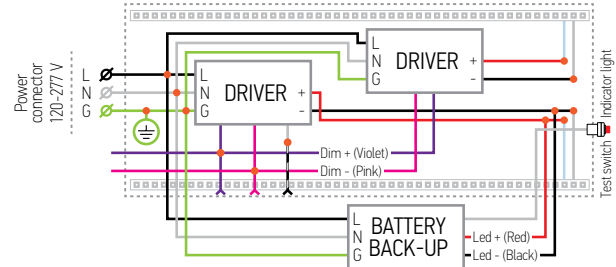 Power
connector
120-277 V
L
N
G
L
N
G
DRIVER
+
-
L
N
G
DRIVER
+
-
Dim + (Violet)
Dim - (Pink)
Test switch
Indicator light
L
N
G
BATTERY
BACK-UP
Led + (Red)
Led - (Black)